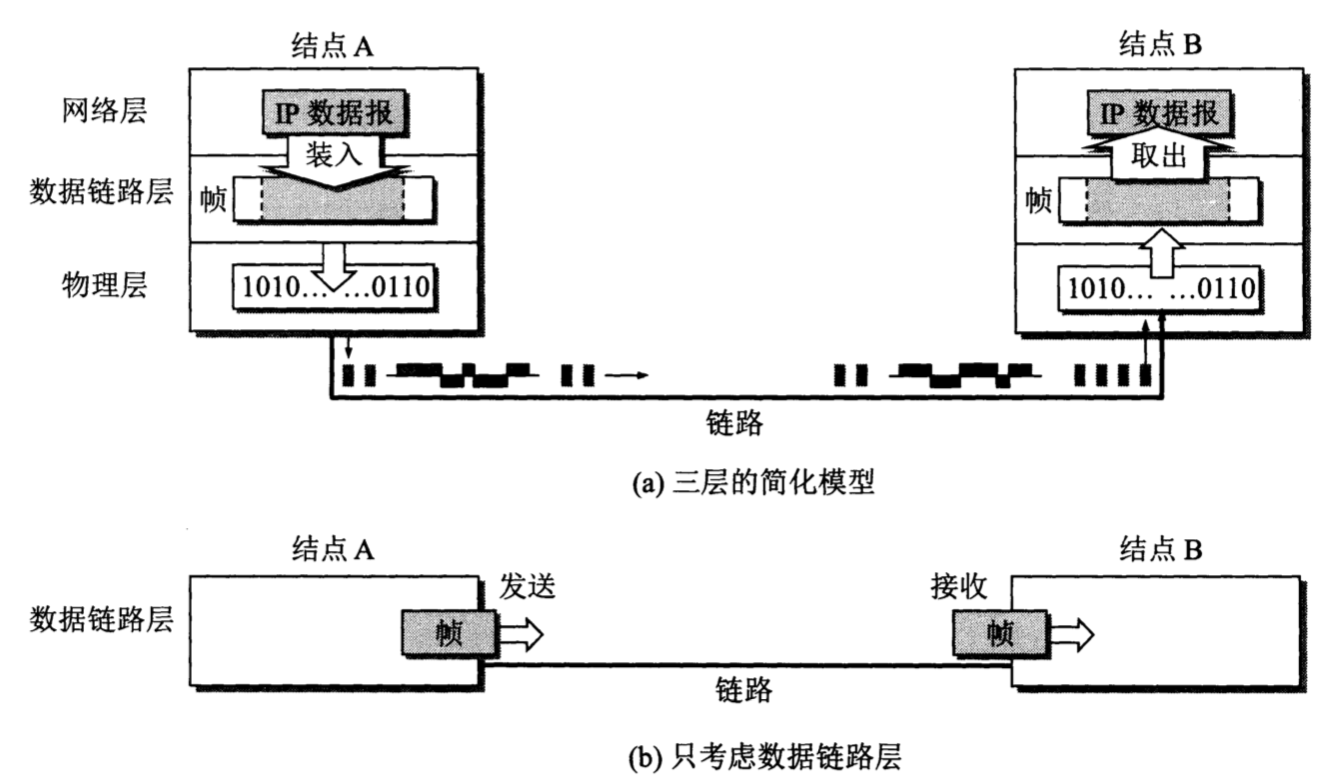 结点 A 结点 B
网络层 IP 数据报 IP 数据报
装入 取出
数据链路层 帧 帧
物理层 1010… …0110 1010… …0110
链路
(a) 三层的简化模型
结点 A 结点 B
发送 接收
数据链路层 帧 帧
链路
(b) 只考虑数据链路层